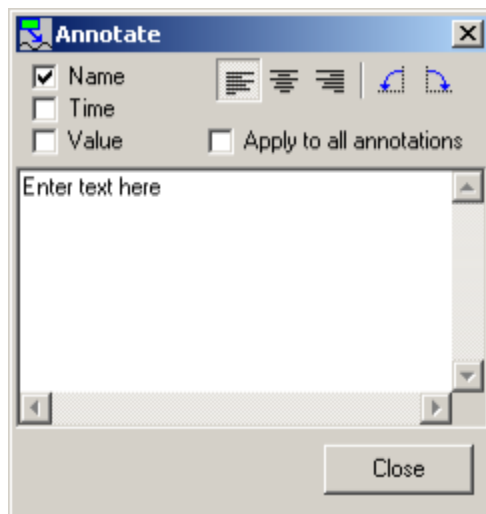 Annotate
Name
Time
Value
Apply to all annotations
Enter text here
Close